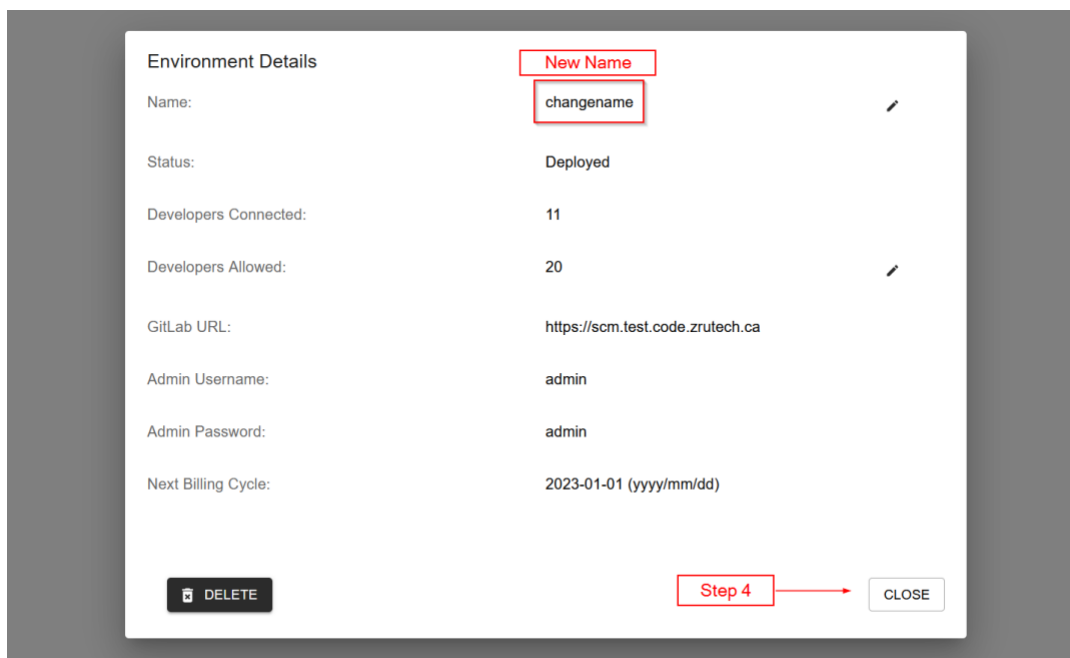 Environment Details
New Name
Name:
changename
Status:
Deployed
Developers Connected:
11
Developers Allowed:
20
GitLab URL:
https://scm.test.code.zrutech.ca
Admin Username:
admin
Admin Password:
admin
Next Billing Cycle:
2023-01-01 (yyyy/mm/dd)
DELETE
Step 4
CLOSE